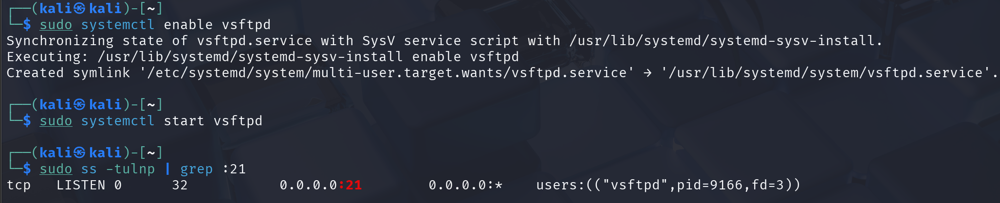 ┌──(kali㉿kali)-[~]
└─$ sudo systemctl enable vsftpd
Synchronizing state of vsftpd.service with SysV service script with /usr/lib/systemd/systemd-sysv-install.
Executing: /usr/lib/systemd/systemd-sysv-install enable vsftpd
Created symlink '/etc/systemd/system/multi-user.target.wants/vsftpd.service' → '/usr/lib/systemd/system/vsftpd.service'.
┌──(kali㉿kali)-[~]
└─$ sudo systemctl start vsftpd
┌──(kali㉿kali)-[~]
└─$ sudo ss -tulnp | grep :21
tcp   LISTEN 0      32           0.0.0.0:21        0.0.0.0:*    users:(("vsftpd",pid=9166,fd=3))